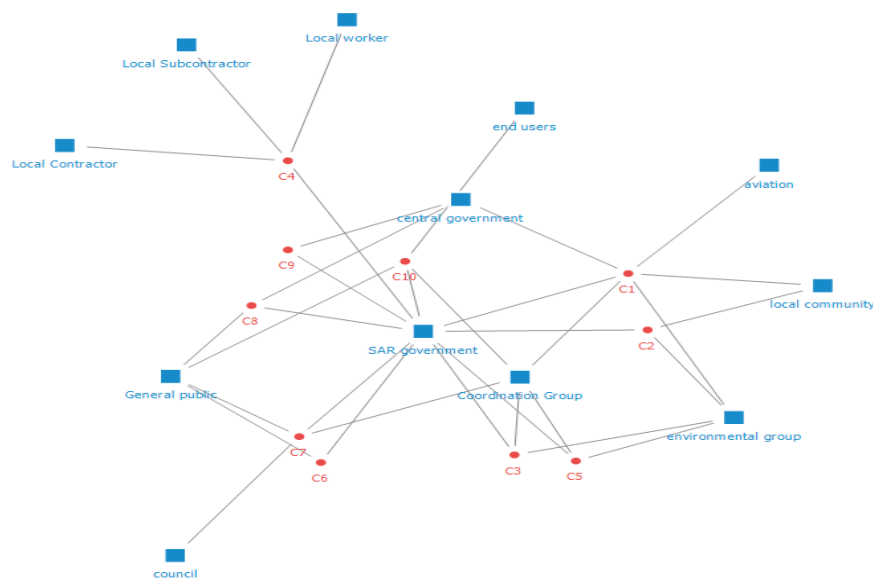 Local worker
Local Subcontractor
end users
Local Contractor
C4
aviation
central government
C9
C10
C1
local community
C8
C2
SAR government
General public
Coordination Group
environmental group
C7
C3
C5
C6
council